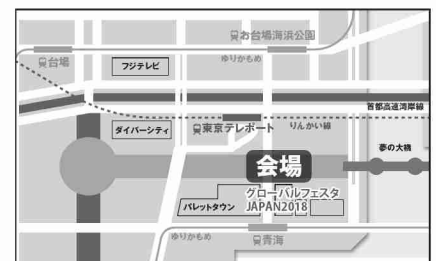 お台場海浜公園
台場
ゆりかもめ
フジテレビ
首都高速湾岸線
ダイバーシティ
東京テレポート
りんかい線
夢の大橋
会場
グローバルフェスタ
JAPAN2018
パレットタウン
ゆりかもめ
青海